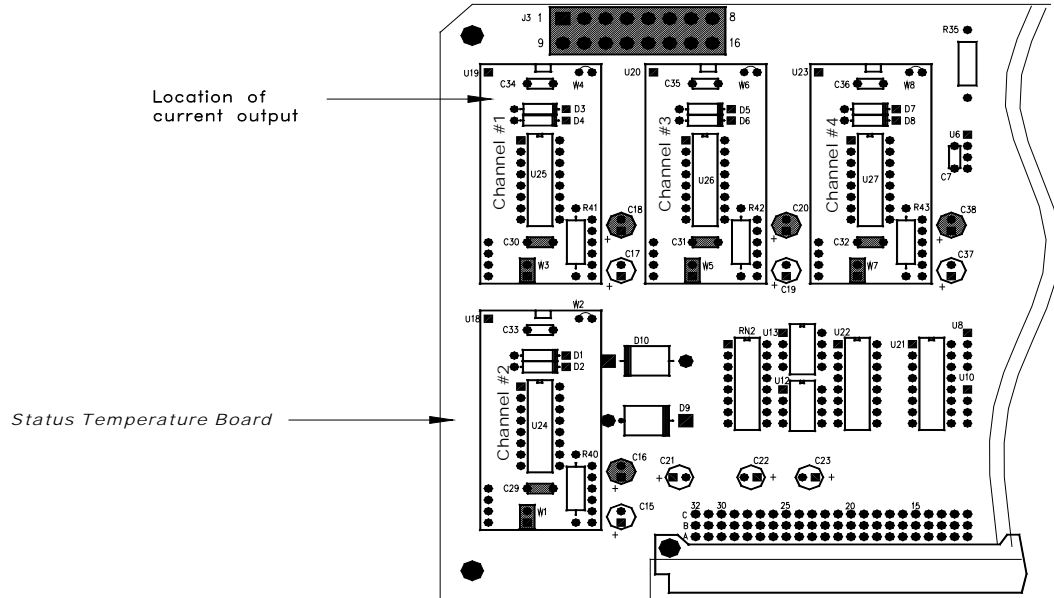 J3 1 8
9 16
R35
U19 C34 W4
U20 C35 W6
U23 C36 W8
Location of
current output
D3
D4
D5
D6
D7
D8
Channel #1
Channel #3
Channel #4
U25
U26
U27
U6
C7
R41 C18
R42 C20
R43 C38
C30 C17
C31
C19
C32 C37
W3
W5
W7
+ + +
+ + +
U18 C33 W2
D10
RN2 U13 U22 U21 U8
D1
D2
U12 U10
Channel #2
Status Temperature Board
U24
D9
R40 C16
C21 C22 C23
+ + + +
C29 W1 C15
+
C 32 30 25 20 15
B
A